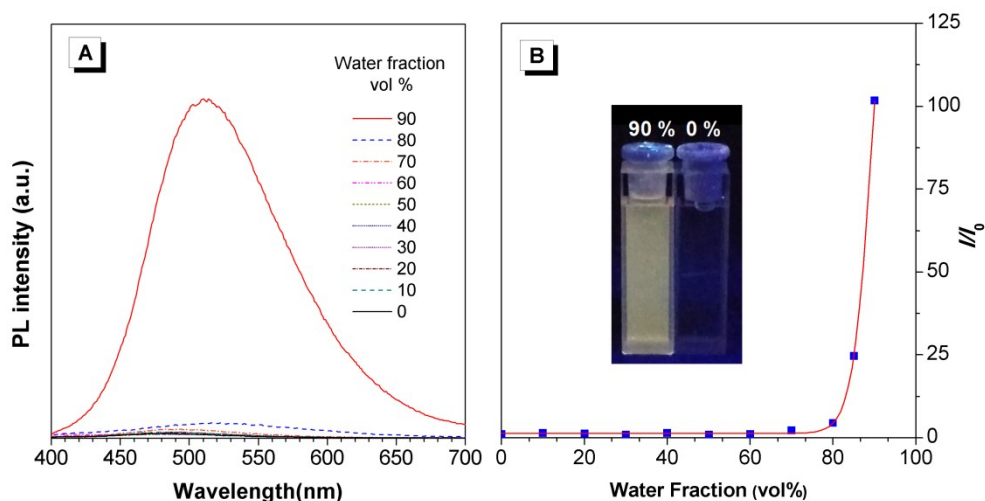 A
Water fraction
vol %
90
80
70
60
50
40
30
20
10
0
PL intensity (a.u.)
400 450 500 550 600 650 700
Wavelength(nm)
B
90 % 0 %
125
100
75
50
25
0
I/I0
0 20 40 60 80 100
Water Fraction (vol%)